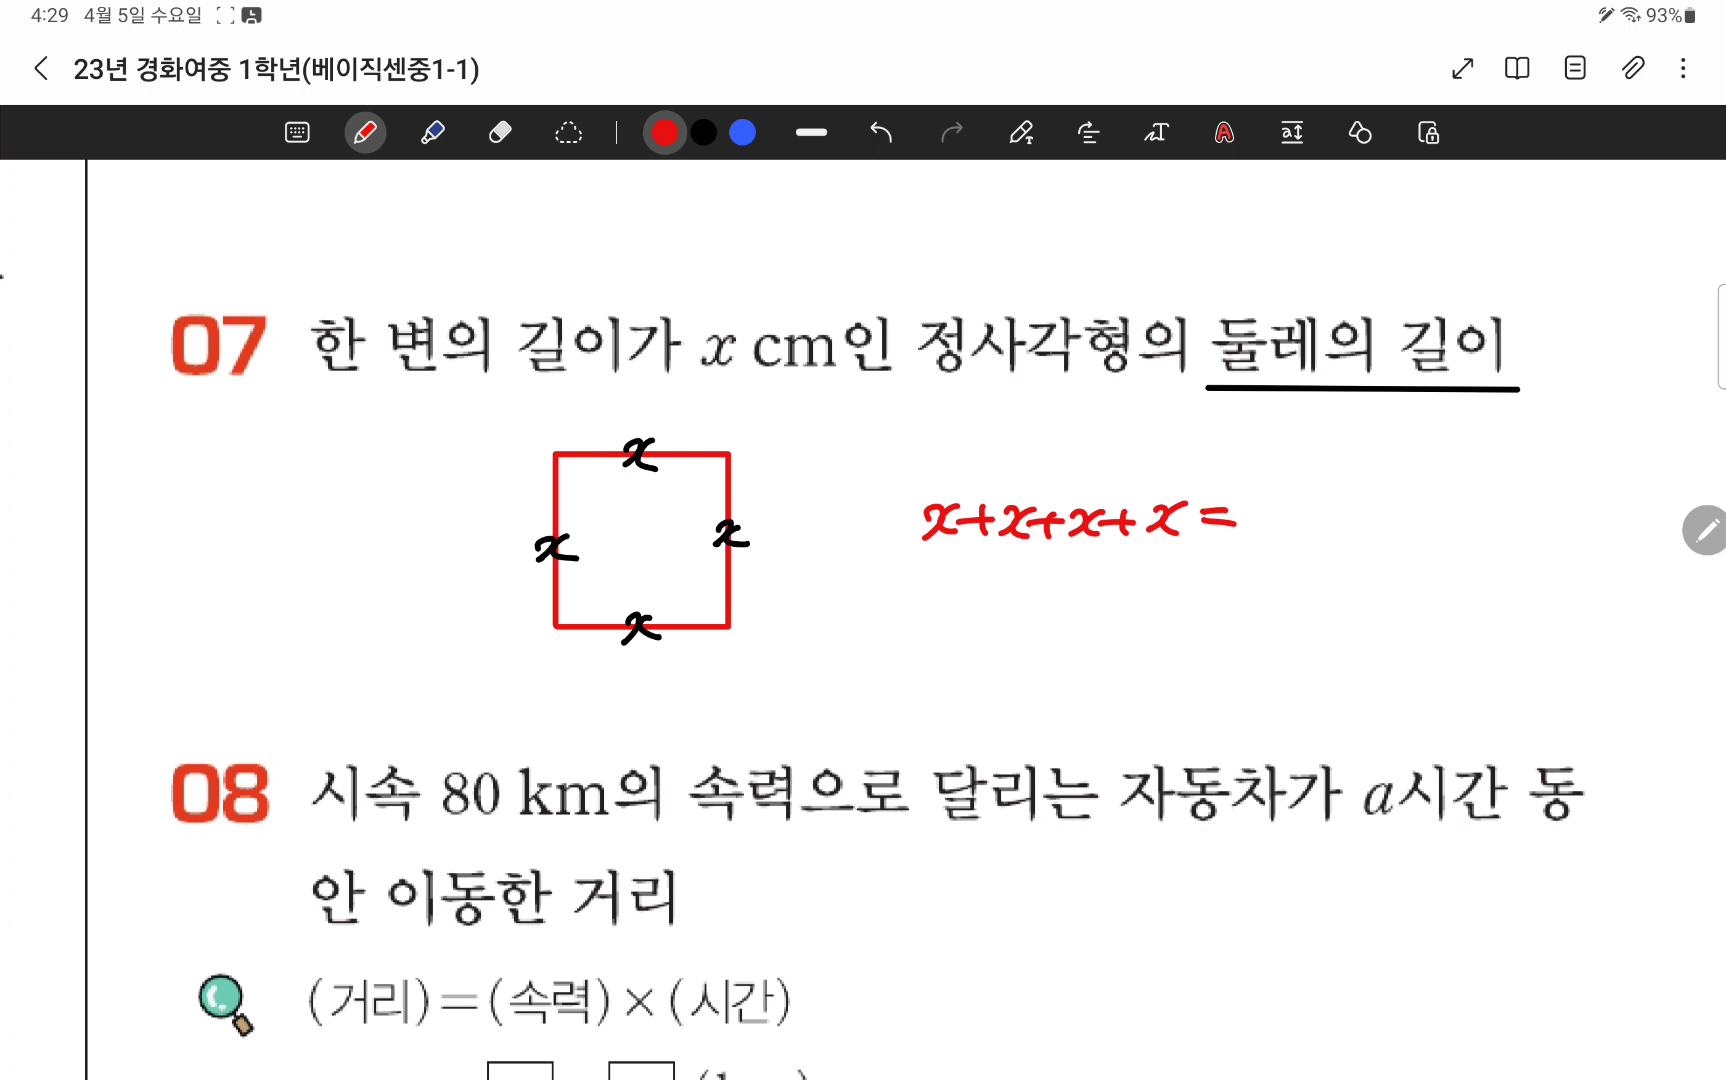 4:29 4월 5일 수요일 93%
23년 경화여중 1학년(베이직쎈중1-1)
07 한 변의 길이가 x cm인 정사각형의 둘레의 길이
x
x x
x
x+x+x+x=
08 시속 80 km의 속력으로 달리는 자동차가 a시간 동
안 이동한 거리
(거리)=(속력)×(시간)